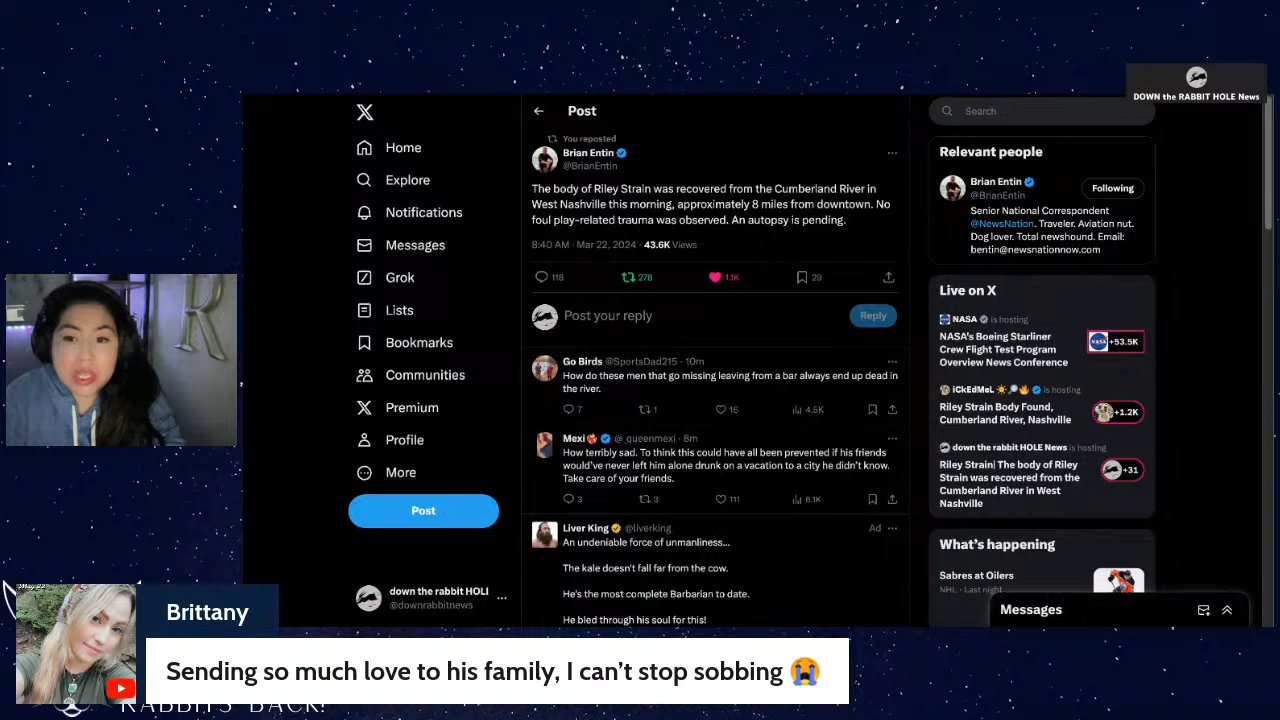 DOWN the RABBIT HOLE News
Home
Explore
Notifications
Messages
Grok
Lists
Bookmarks
Communities
Premium
Profile
More
Post
down the rabbit HOLI
@downrabbitnews
Post
You reposted
Brian Entin
@BrianEntin
The body of Riley Strain was recovered from the Cumberland River in
West Nashville this morning, approximately 8 miles from downtown. No
foul play-related trauma was observed. An autopsy is pending.
8:40 AM · Mar 22, 2024 · 43.6K Views
118 278 1.1K 29
Post your reply
Reply
Go Birds @SportsDad215 · 10m
How do these men that go missing leaving from a bar always end up dead in
the river.
7 1 16 4.5K
Mexi @_queenmexi · 8m
How terribly sad. To think this could have all been prevented if his friends
would've never left him alone drunk on a vacation to a city he didn't know.
Take care of your friends.
3 3 111 6.1K
Liver King @liverking Ad
An undeniable force of unmanliness...
The kale doesn't fall far from the cow.
He's the most complete Barbarian to date.
He bled through his soul for this!
Search
Relevant people
Brian Entin
@BrianEntin
Following
Senior National Correspondent
@NewsNation. Traveler. Aviation nut.
Dog lover. Total newshound. Email:
bentin@newsnationnow.com
Live on X
NASA is hosting
NASA's Boeing Starliner
Crew Flight Test Program
Overview News Conference
+53.5K
iCkEdMeL is hosting
Riley Strain Body Found,
Cumberland River, Nashville
+1.2K
down the rabbit HOLE News is hosting
Riley Strain| The body of Riley
Strain was recovered from the
Cumberland River in West
Nashville
+31
What's happening
Sabres at Oilers
NHL · Last night
Messages
R
Brittany
Sending so much love to his family, I can't stop sobbing 😭
RABBITS BACK!